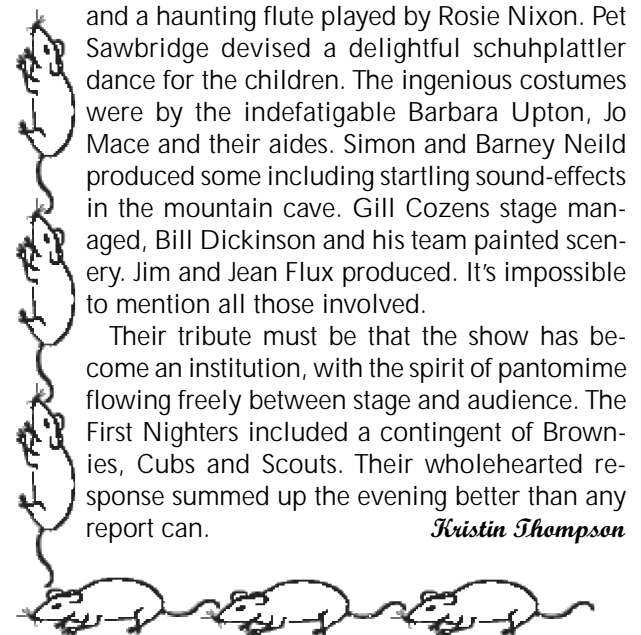 and a haunting flute played by Rosie Nixon. Pet
Sawbridge devised a delightful schuhplattler
dance for the children. The ingenious costumes
were by the indefatigable Barbara Upton, Jo
Mace and their aides. Simon and Barney Neild
produced some including startling sound-effects
in the mountain cave. Gill Cozens stage man-
aged, Bill Dickinson and his team painted scen-
ery. Jim and Jean Flux produced. It's impossible
to mention all those involved.
Their tribute must be that the show has be-
come an institution, with the spirit of pantomime
flowing freely between stage and audience. The
First Nighters included a contingent of Brown-
ies, Cubs and Scouts. Their wholehearted re-
sponse summed up the evening better than any
report can. Kristin Thompson